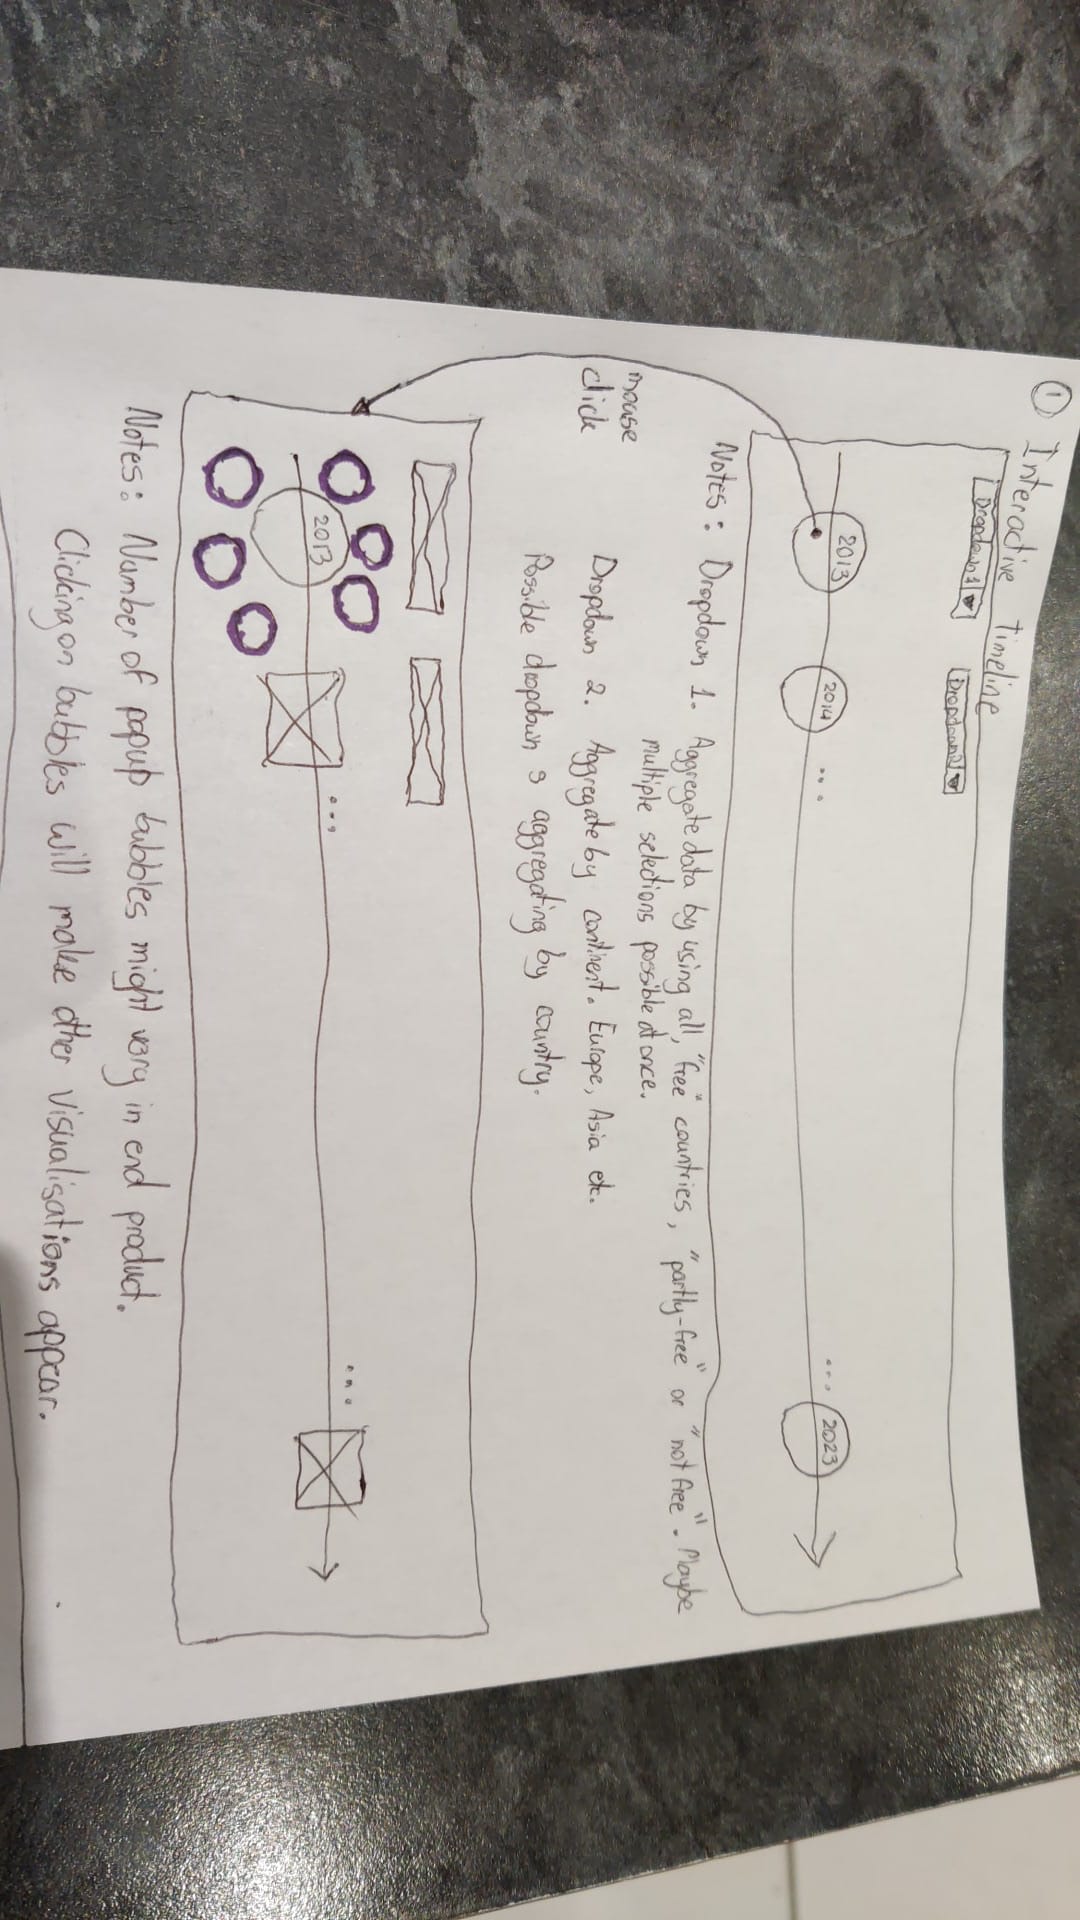 ① Interactive timeline
Dropdown 1 ▼
Dropdown 2 ▼
2013
2014
...
...
2023
Notes: Dropdown 1. Aggregate data by using all, "free" countries, "partly-free" or "not free". Maybe
multiple selections possible at once.
mouse
click
Dropdown 2. Aggregate by continent. Europe, Asia etc.
Possible dropdown 3 aggregating by country.
2013
...
...
Notes: Number of popup bubbles might vary in end product.
Clicking on bubbles will make other visualisations appear.